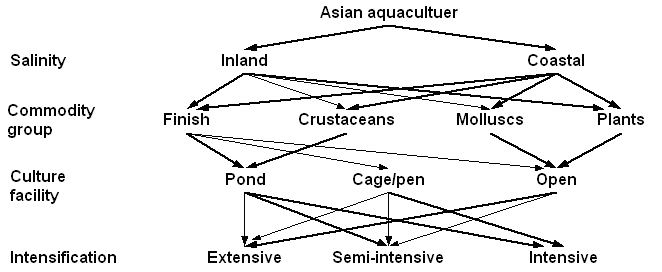 Asian aquacultuer
Salinity Inland Coastal
Commodity
group Finish Crustaceans Molluscs Plants
Culture
facility Pond Cage/pen Open
Intensification Extensive Semi-intensive Intensive